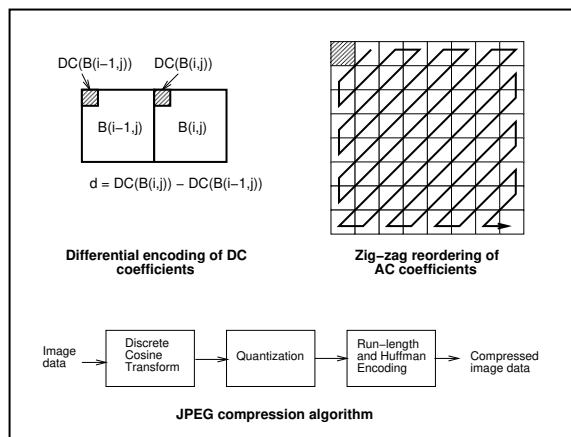 DC(B(i−1,j)) DC(B(i,j))
B(i−1,j) B(i,j)
d = DC(B(i,j)) − DC(B(i−1,j))
Differential encoding of DC
coefficients
Zig−zag reordering of
AC coefficients
Image
data
Discrete
Cosine
Transform
Quantization
Run−length
and Huffman
Encoding
Compressed
image data
JPEG compression algorithm